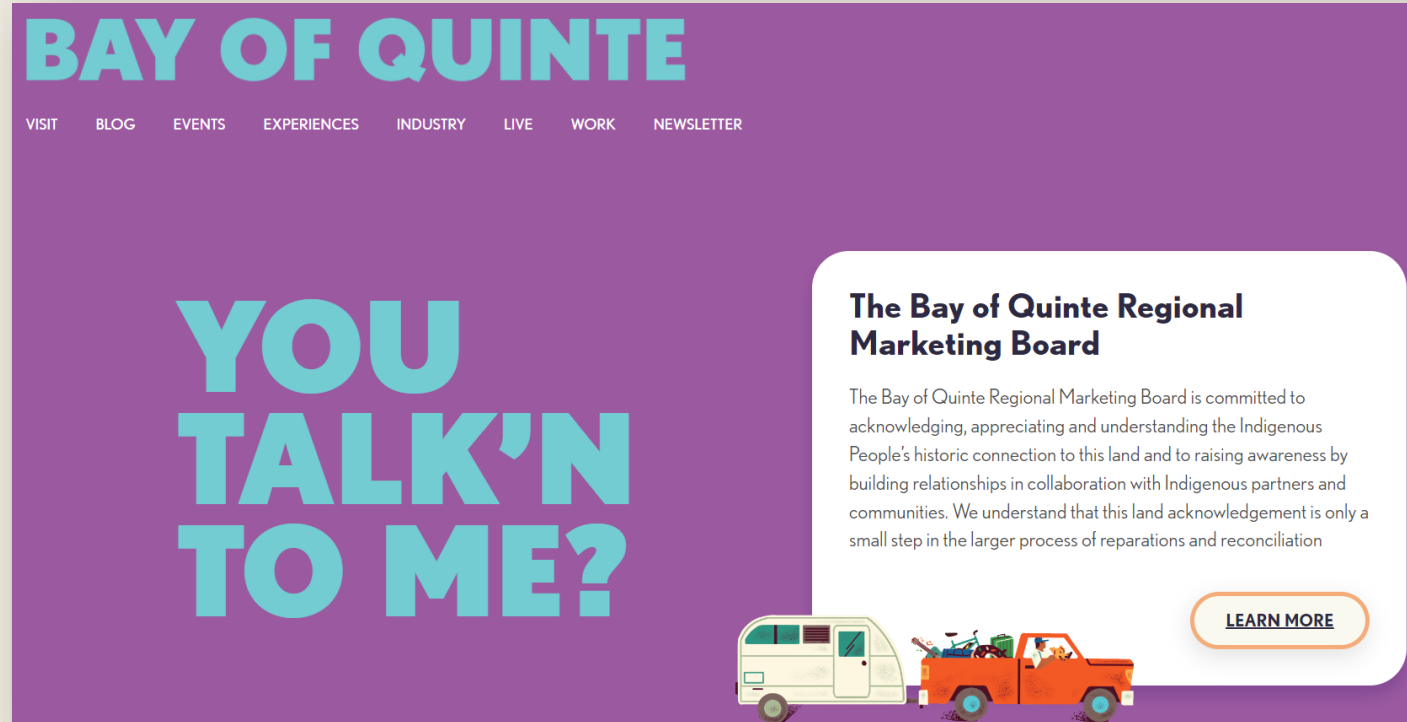 BAY OF QUINTE
VISIT BLOG EVENTS EXPERIENCES INDUSTRY LIVE WORK NEWSLETTER
YOU
TALK’N
TO ME?
The Bay of Quinte Regional
Marketing Board
The Bay of Quinte Regional Marketing Board is committed to
acknowledging, appreciating and understanding the Indigenous
People’s historic connection to this land and to raising awareness by
building relationships in collaboration with Indigenous partners and
communities. We understand that this land acknowledgement is only a
small step in the larger process of reparations and reconciliation
LEARN MORE